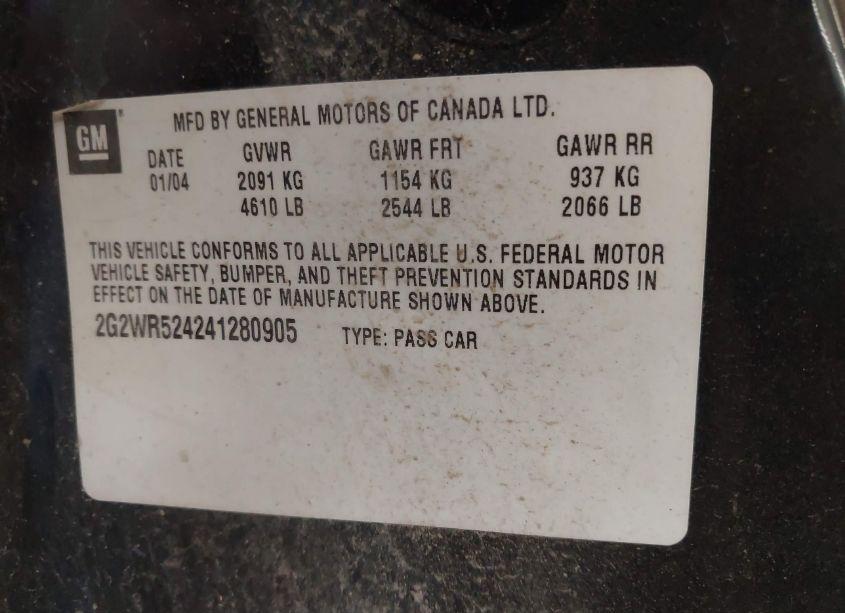 GM
MFD BY GENERAL MOTORS OF CANADA LTD.
DATE GVWR GAWR FRT GAWR RR
01/04 2091 KG 1154 KG 937 KG
4610 LB 2544 LB 2066 LB
THIS VEHICLE CONFORMS TO ALL APPLICABLE U.S. FEDERAL MOTOR
VEHICLE SAFETY, BUMPER, AND THEFT PREVENTION STANDARDS IN
EFFECT ON THE DATE OF MANUFACTURE SHOWN ABOVE.
2G2WR524241280905 TYPE: PASS CAR